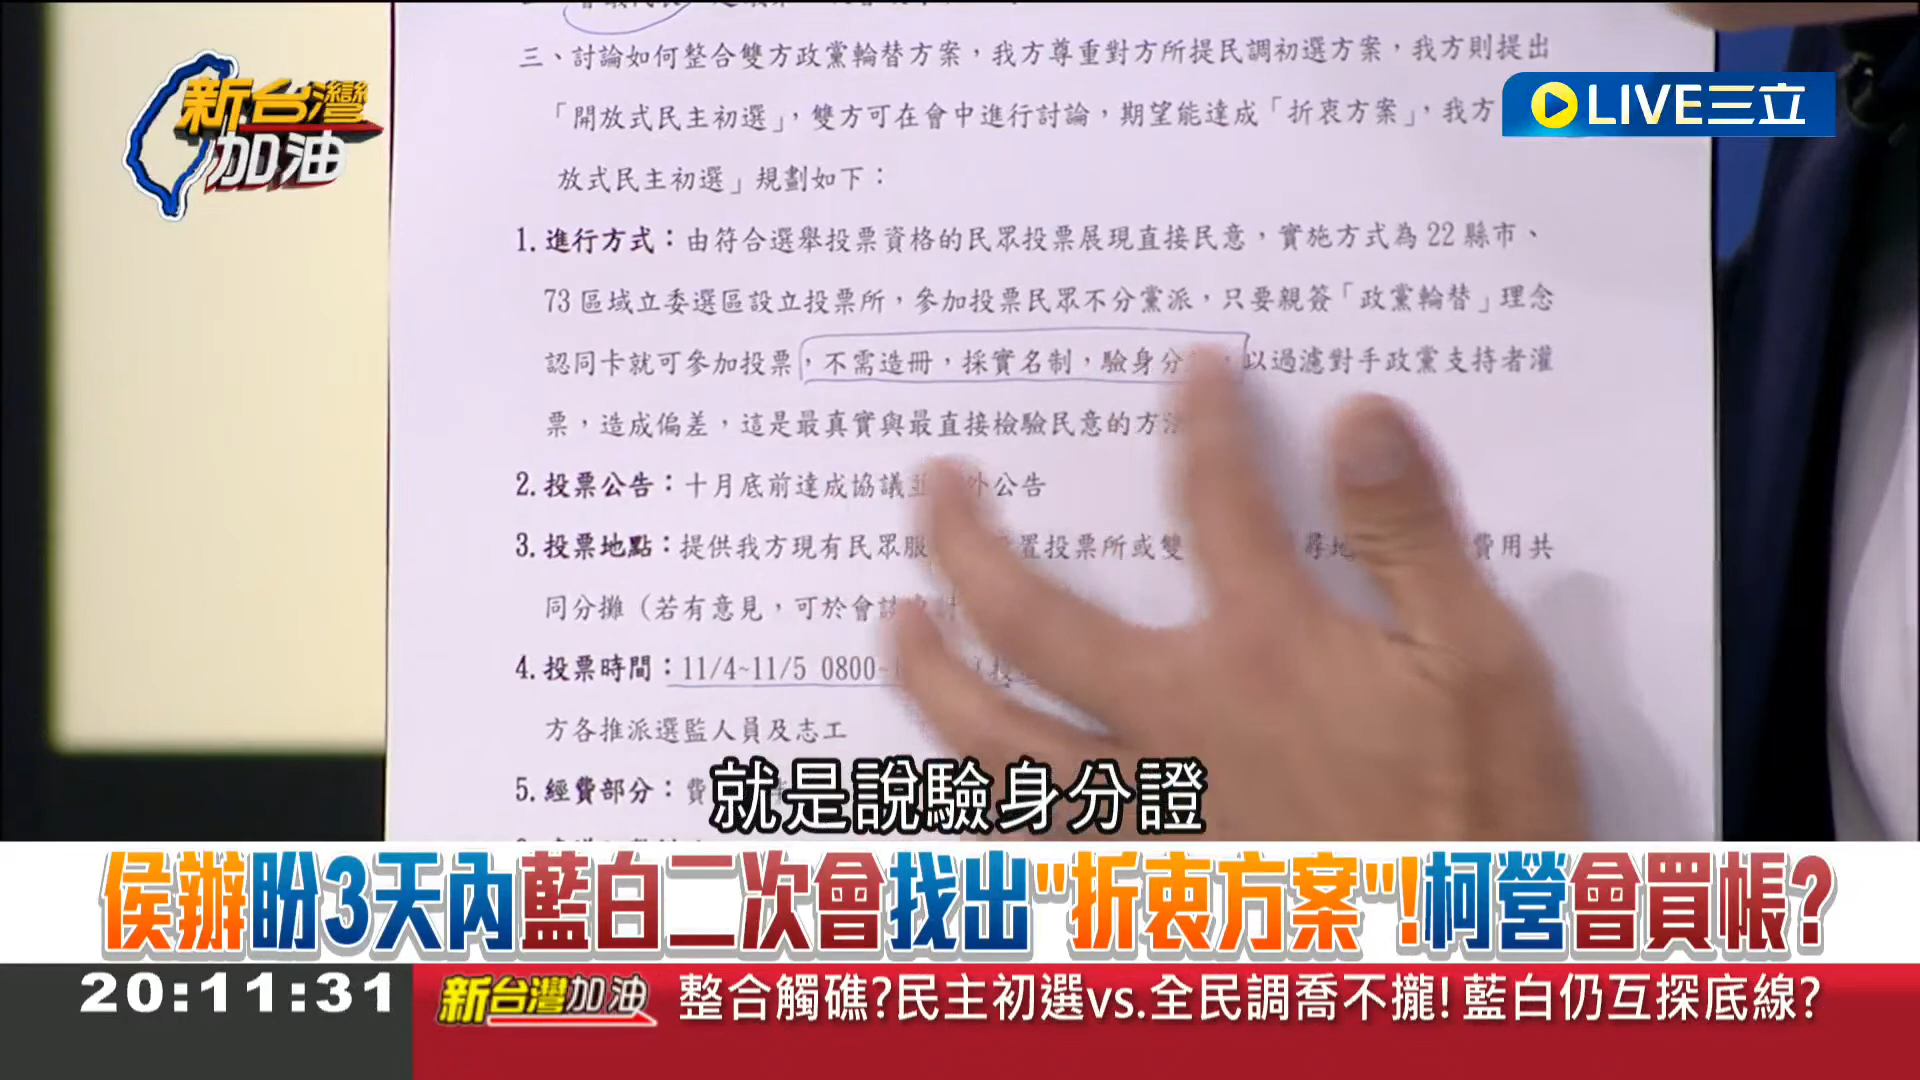 三、討論如何整合雙方政黨輪替方案，我方尊重對方所提民調初選方案，我方則提出
「開放式民主初選」，雙方可在會中進行討論，期望能達成「折衷方案」，我方
放式民主初選」規劃如下：
1.進行方式：由符合選舉投票資格的民眾投票展現直接民意，實施方式為22縣市、
73區域立委選區設立投票所，參加投票民眾不分黨派，只要親簽「政黨輪替」理念
認同卡就可參加投票，不需造冊，採實名制，驗身分 以過濾對手政黨支持者灌
票，造成偏差，這是最真實與最直接檢驗民意的方法
2.投票公告：十月底前達成協議並 外公告
3.投票地點：提供我方現有民眾服 置投票所或雙 尋地 費用共
同分攤（若有意見，可於會談
4.投票時間：11/4~11/5 0800~
方各推派選監人員及志工
5.經費部分：費
新台灣加油
LIVE三立
就是說驗身分證
侯辦盼3天內藍白二次會找出"折衷方案"!柯營會買帳?
20:11:31
新台灣加油
整合觸礁?民主初選vs.全民調喬不攏!藍白仍互探底線?